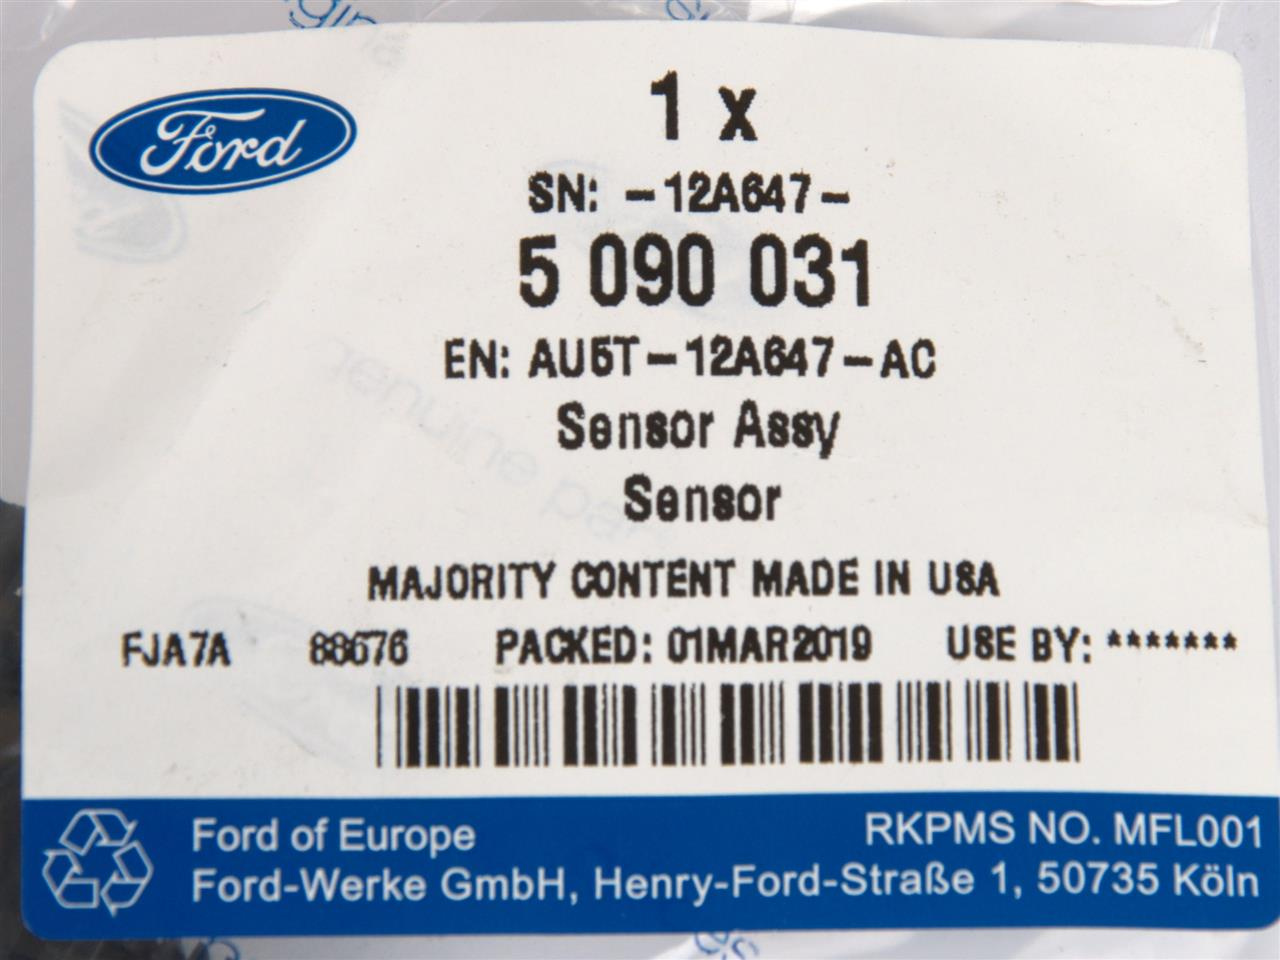 Ford
1 x
SN: -12A647-
5 090 031
EN: AU5T-12A647-AC
Sensor Assy
Sensor
MAJORITY CONTENT MADE IN USA
FJA7A 88676 PACKED: 01MAR2019 USE BY: *******
Ford of Europe RKPMS NO. MFL001
Ford-Werke GmbH, Henry-Ford-Straße 1, 50735 Köln